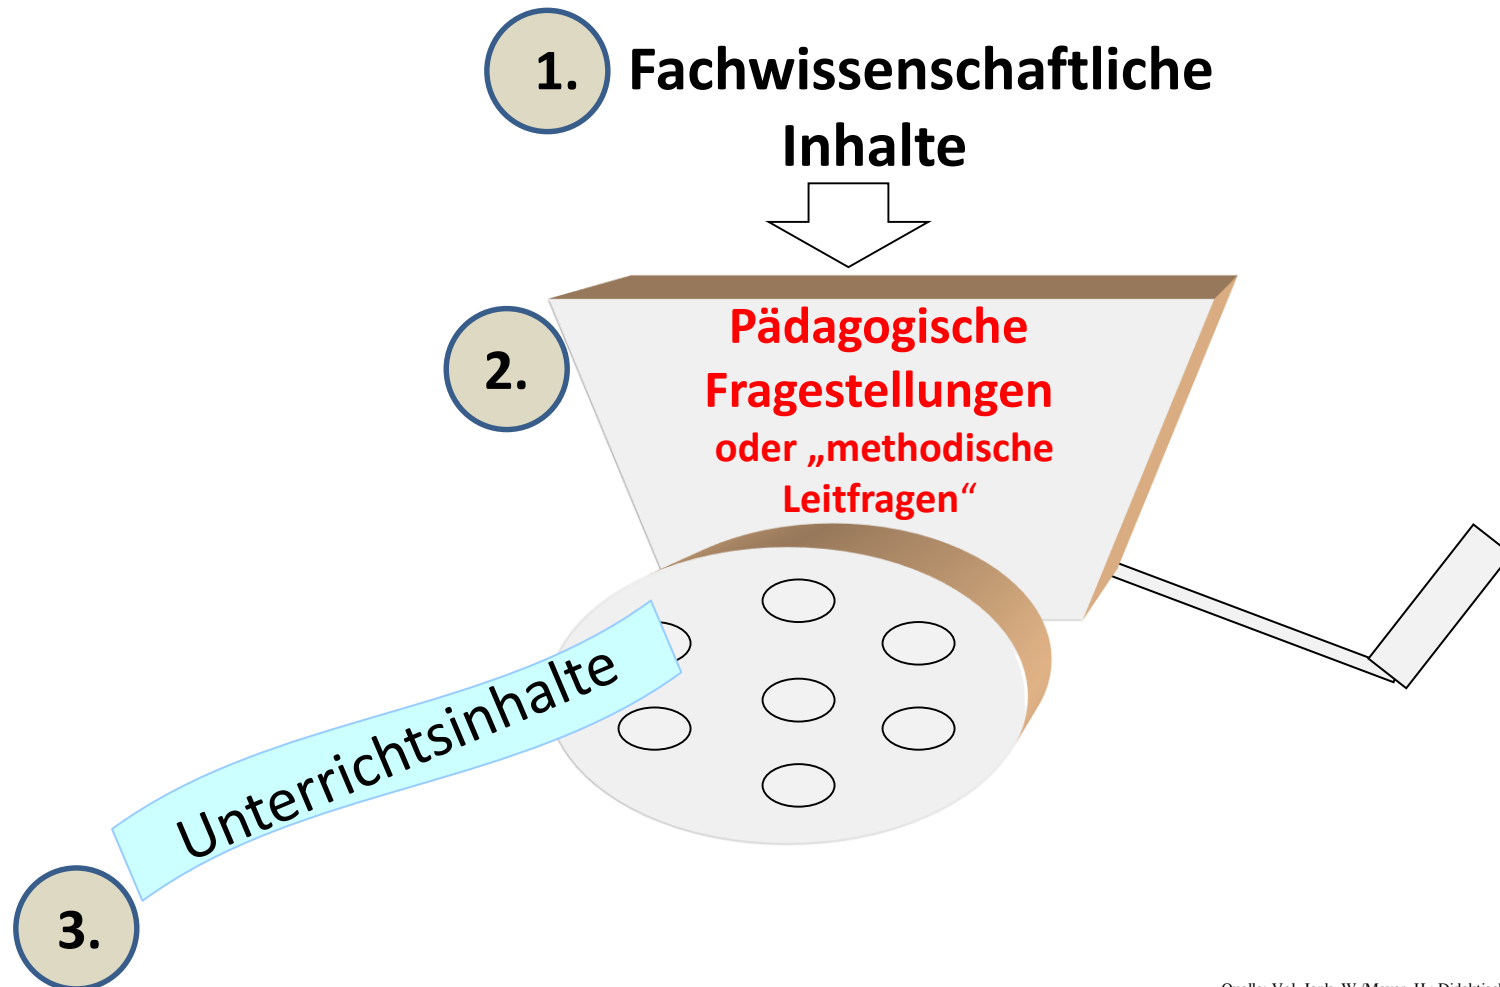 1. Fachwissenschaftliche
Inhalte
2.
Pädagogische
Fragestellungen
oder „methodische
Leitfragen“
Unterrichtsinhalte
3.